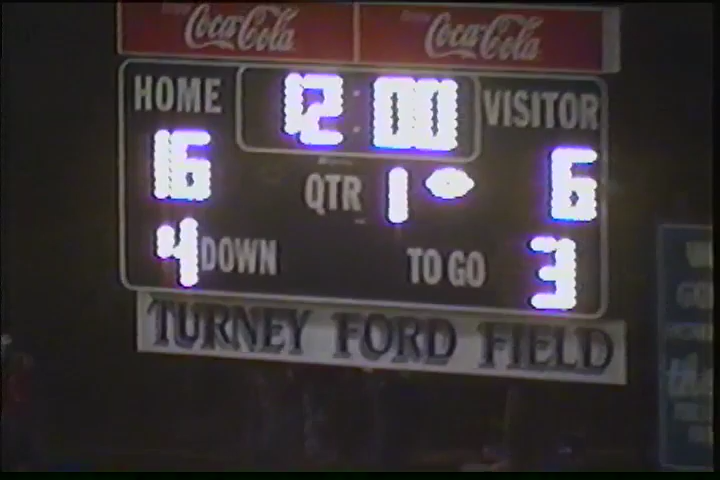 Coca-Cola Coca-Cola
HOME 12:00 VISITOR
16 QTR 1 6
4 DOWN TO GO 3
TURNEY FORD FIELD